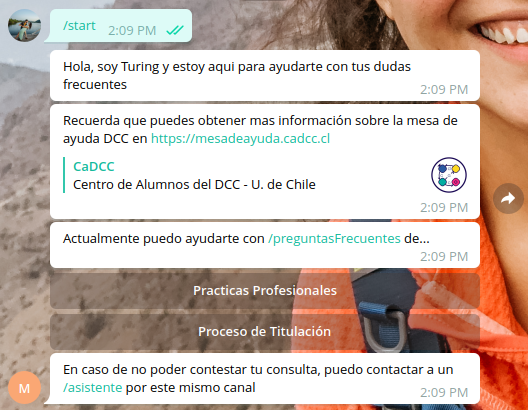 /start 2:09 PM
Hola, soy Turing y estoy aqui para ayudarte con tus dudas
frecuentes
2:09 PM
Recuerda que puedes obtener mas información sobre la mesa de
ayuda DCC en https://mesadeayuda.cadcc.cl
CaDCC
Centro de Alumnos del DCC - U. de Chile
2:09 PM
Actualmente puedo ayudarte con /preguntasFrecuentes de...
2:09 PM
Practicas Profesionales
Proceso de Titulación
En caso de no poder contestar tu consulta, puedo contactar a un
/asistente por este mismo canal
2:09 PM
M